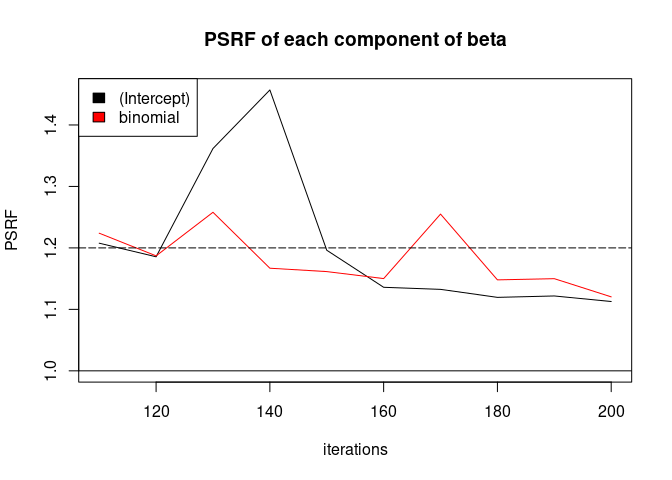 PSRF of each component of beta
(Intercept)
binomial
PSRF
1.4
1.3
1.2
1.1
1.0
120 140 160 180 200
iterations